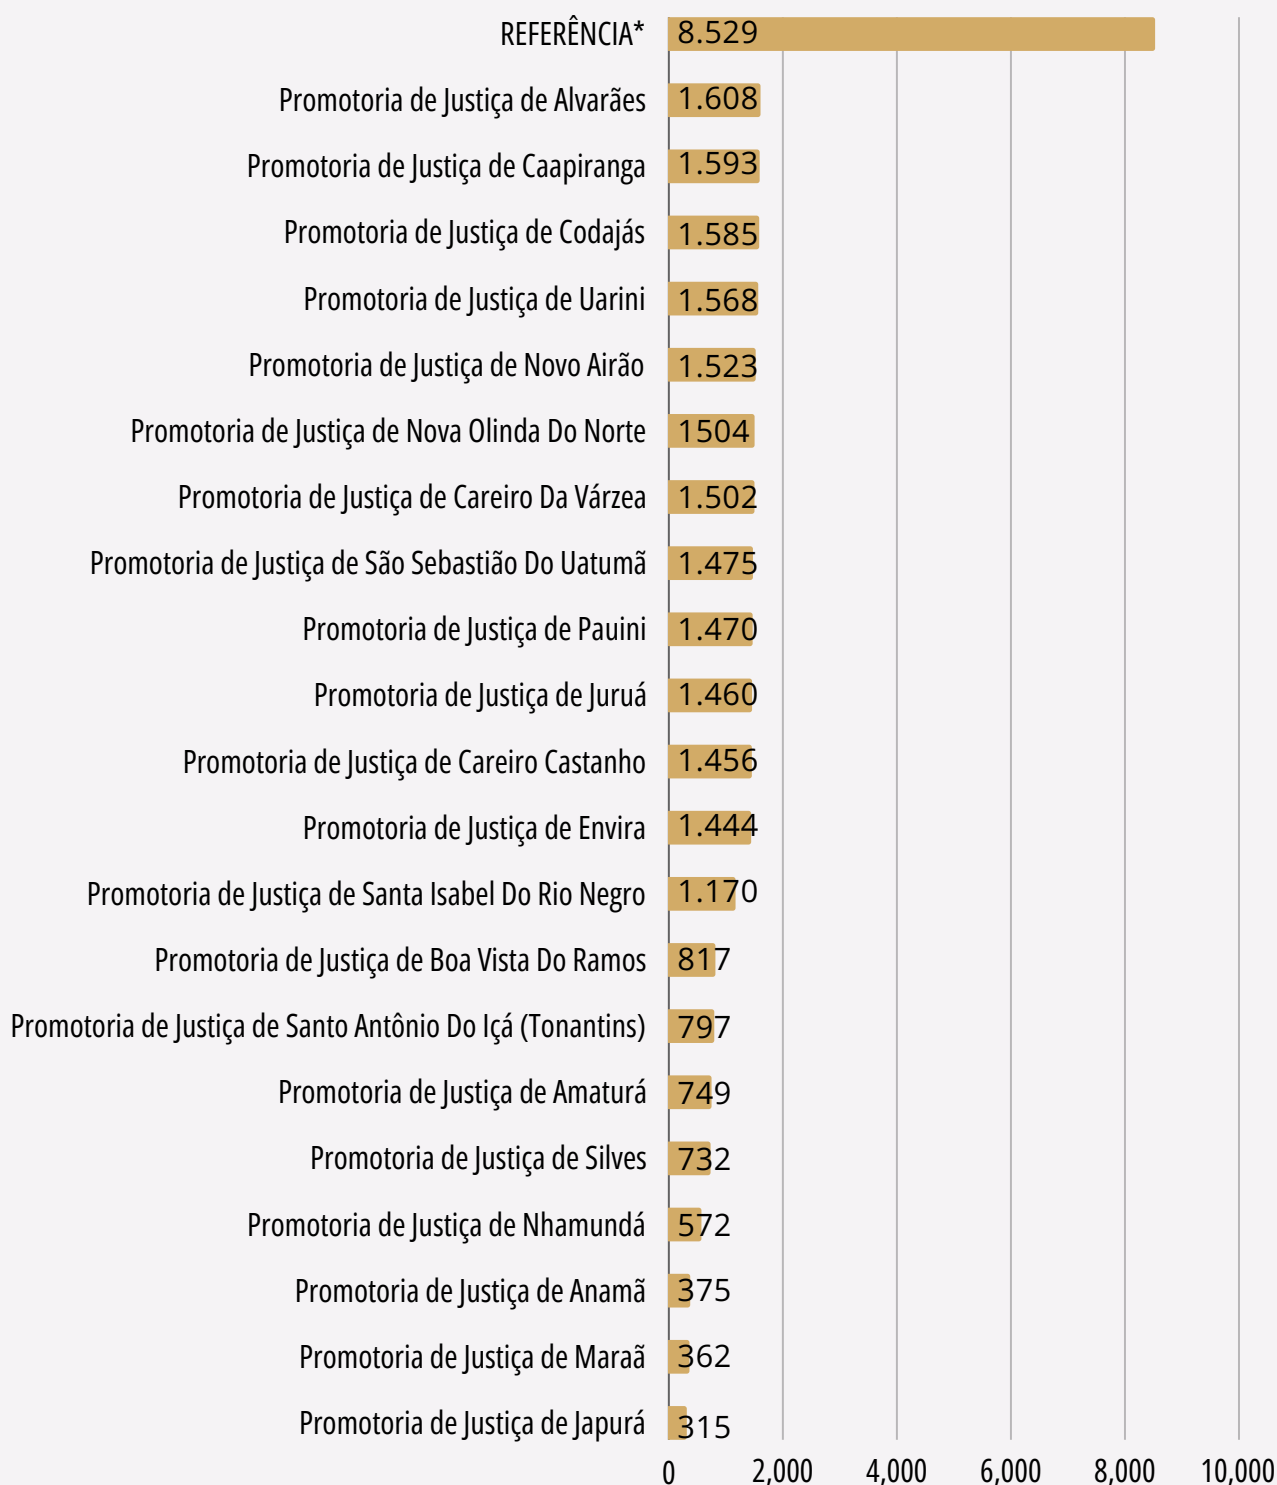 REFERÊNCIA* 8.529
Promotoria de Justiça de Alvarães 1.608
Promotoria de Justiça de Caapiranga 1.593
Promotoria de Justiça de Codajás 1.585
Promotoria de Justiça de Uarini 1.568
Promotoria de Justiça de Novo Airão 1.523
Promotoria de Justiça de Nova Olinda Do Norte 1504
Promotoria de Justiça de Careiro Da Várzea 1.502
Promotoria de Justiça de São Sebastião Do Uatumã 1.475
Promotoria de Justiça de Pauini 1.470
Promotoria de Justiça de Juruá 1.460
Promotoria de Justiça de Careiro Castanho 1.456
Promotoria de Justiça de Envira 1.444
Promotoria de Justiça de Santa Isabel Do Rio Negro 1.170
Promotoria de Justiça de Boa Vista Do Ramos 817
Promotoria de Justiça de Santo Antônio Do Içá (Tonantins) 797
Promotoria de Justiça de Amaturá 749
Promotoria de Justiça de Silves 732
Promotoria de Justiça de Nhamundá 572
Promotoria de Justiça de Anamã 375
Promotoria de Justiça de Maraã 362
Promotoria de Justiça de Japurá 315
0 2,000 4,000 6,000 8,000 10,000